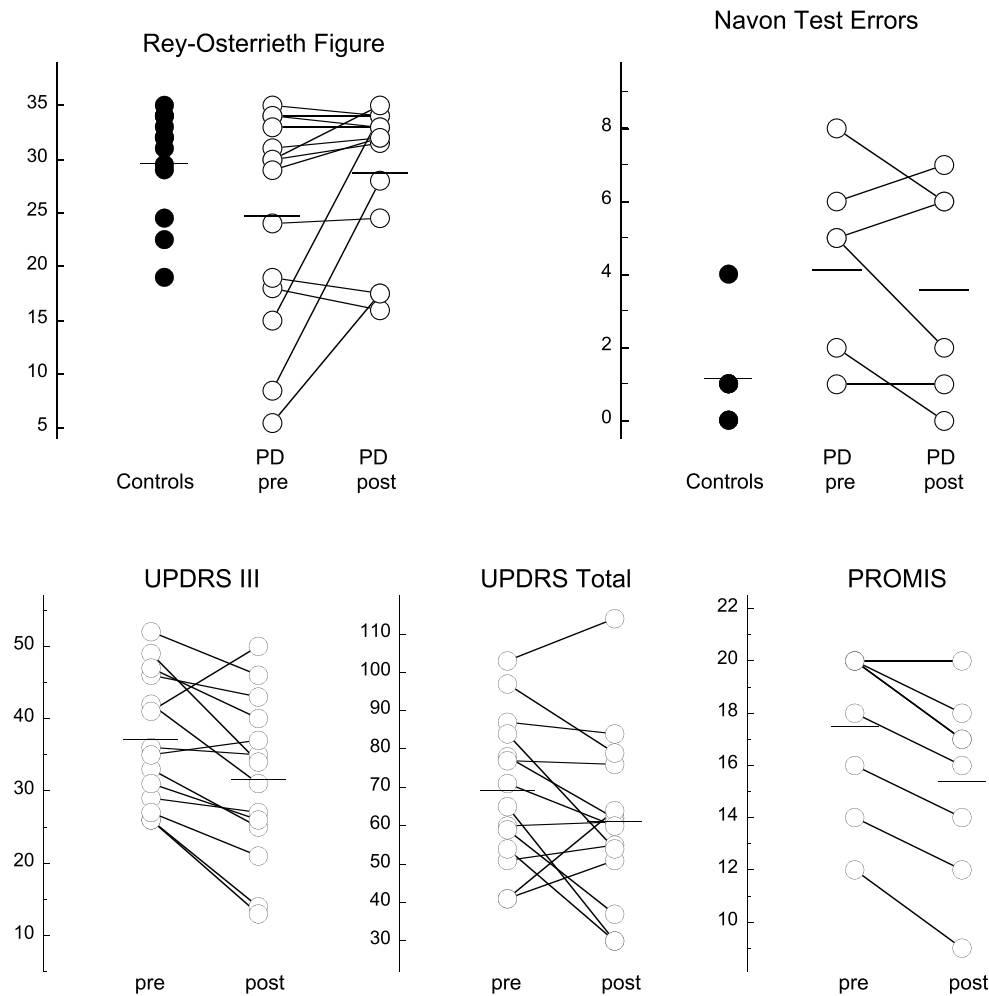 Navon Test Errors
Rey-Osterrieth Figure
35
30
25
20
15
10
5
Controls
PD
pre
PD
post
8
6
4
2
0
Controls
PD
pre
PD
post
UPDRS III
50
40
30
20
10
pre
post
UPDRS Total
110
100
90
80
70
60
50
40
30
pre
post
PROMIS
22
20
18
16
14
12
10
pre
post